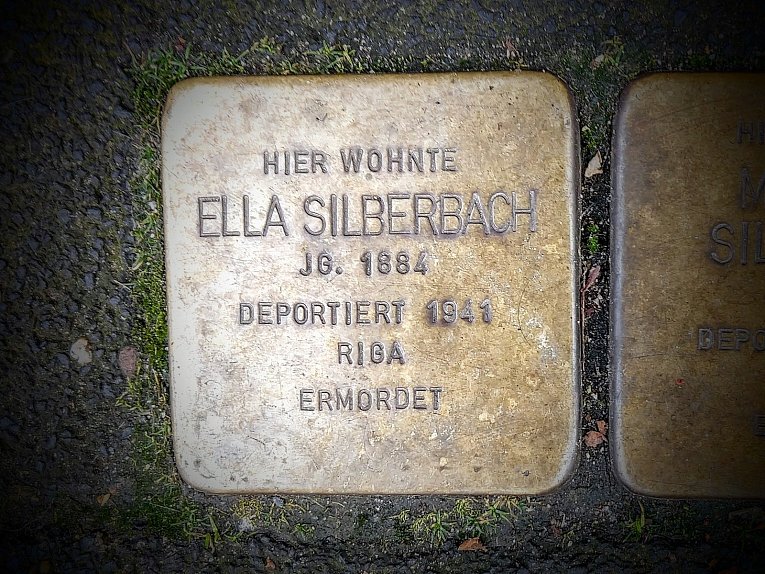 HIER WOHNTE
ELLA SILBERBACH
JG. 1884
DEPORTIERT 1941
RIGA
ERMORDET